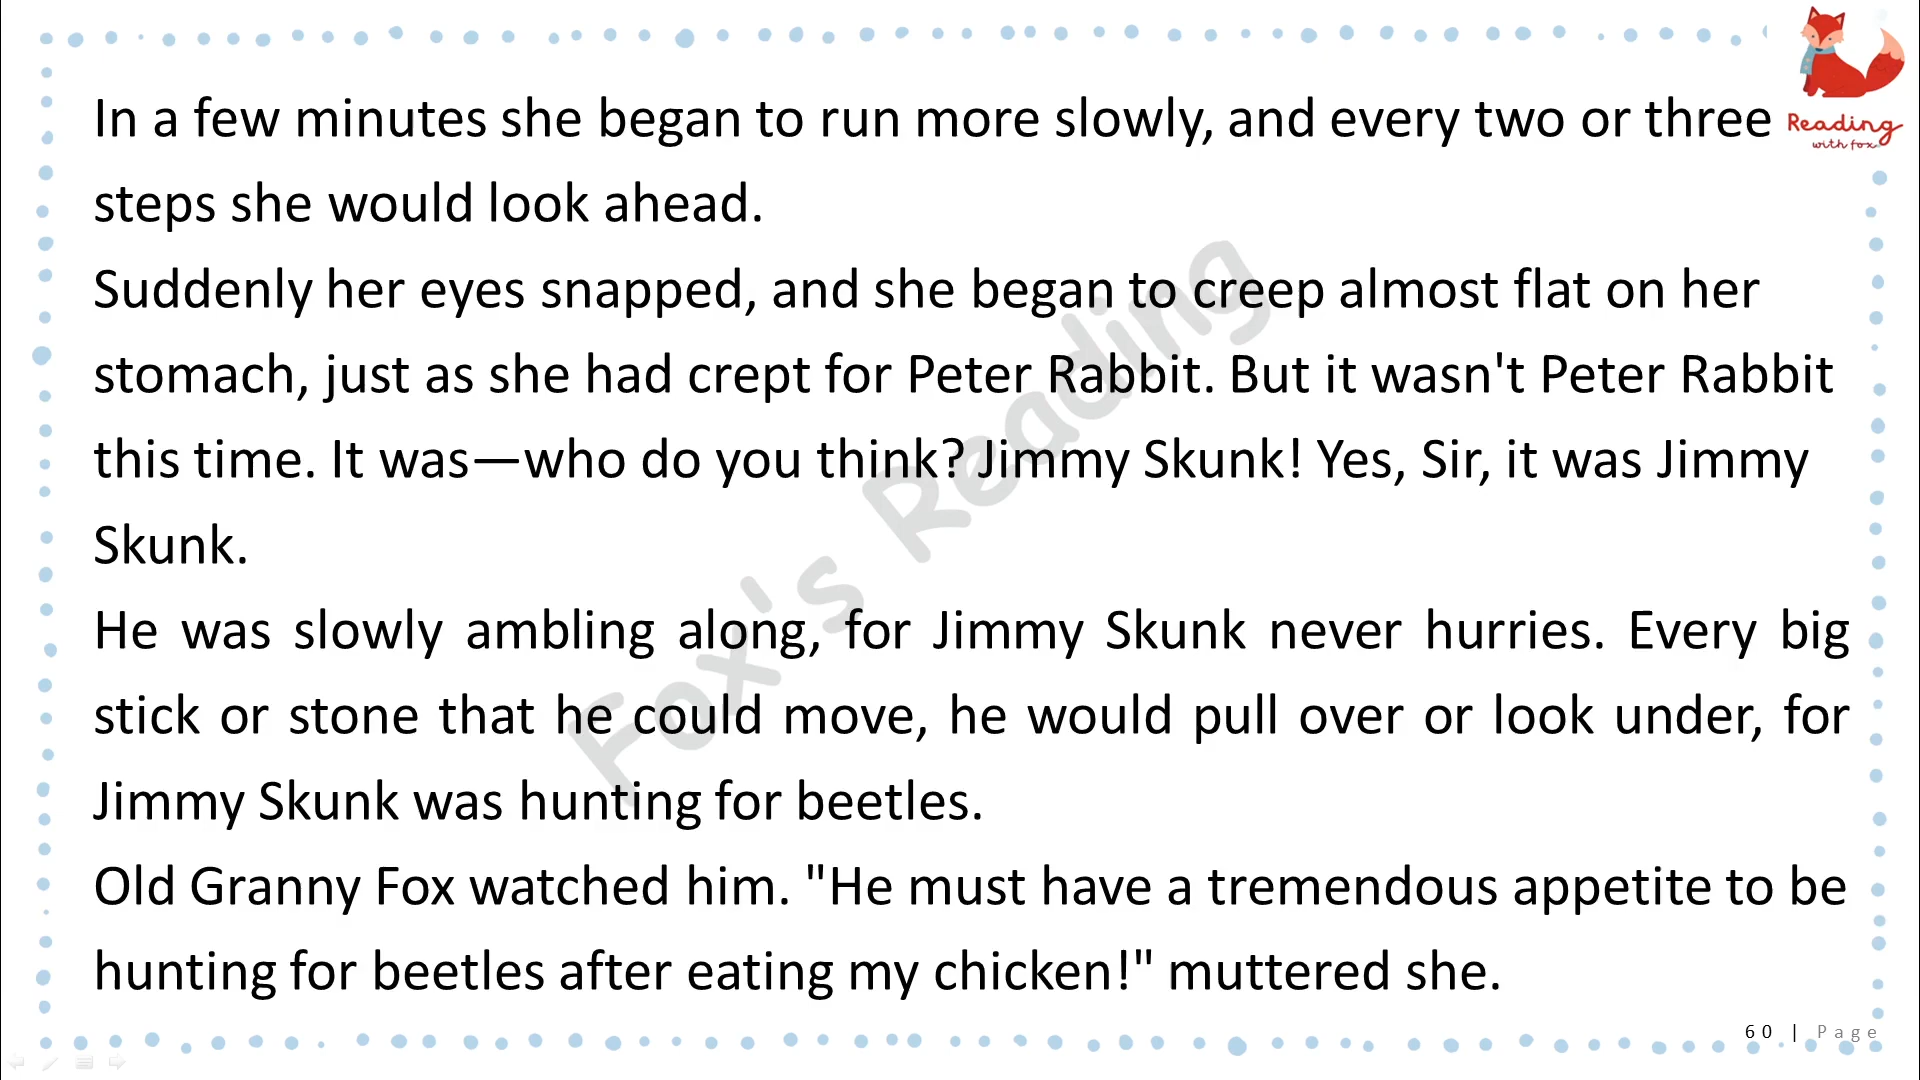 In a few minutes she began to run more slowly, and every two or three
steps she would look ahead.
Suddenly her eyes snapped, and she began to creep almost flat on her
stomach, just as she had crept for Peter Rabbit. But it wasn't Peter Rabbit
this time. It was—who do you think? Jimmy Skunk! Yes, Sir, it was Jimmy
Skunk.
He was slowly ambling along, for Jimmy Skunk never hurries. Every big
stick or stone that he could move, he would pull over or look under, for
Jimmy Skunk was hunting for beetles.
Old Granny Fox watched him. "He must have a tremendous appetite to be
hunting for beetles after eating my chicken!" muttered she.
Reading
with fox
Fox's Reading
60 | Page